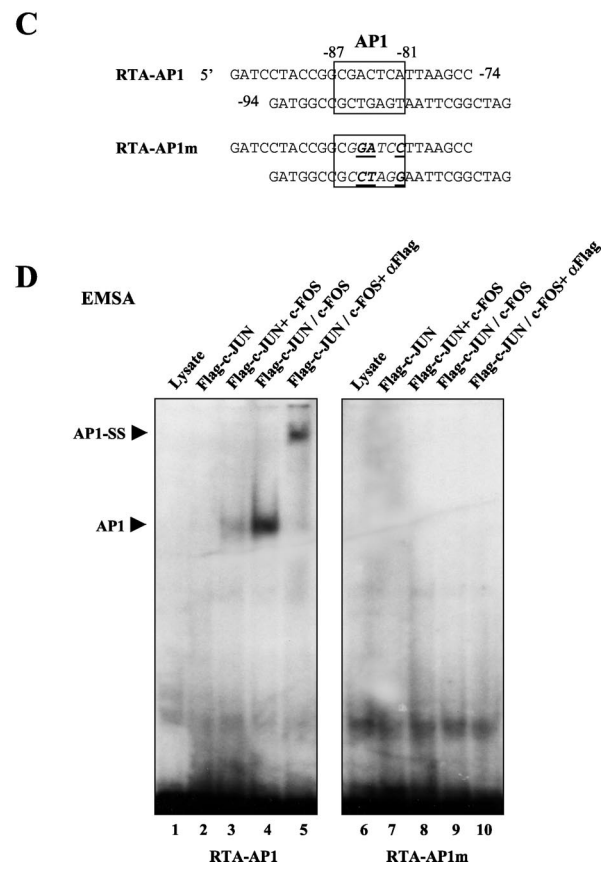 C
AP1
-87 -81
RTA-AP1 5’ GATCCTACCGGCGACTCATTAAGCC -74
-94 GATGGCCGCTGAGTAATTCGGCTAG
RTA-AP1m GATCCTACCGGCGGATCCTTAAGCC
GATGGCCGCCTAGGAATTCGGCTAG
D
EMSA
Lysate
Flag-c-JUN
Flag-c-JUN+ c-FOS
Flag-c-JUN / c-FOS
Flag-c-JUN / c-FOS+ αFlag
Lysate
Flag-c-JUN
Flag-c-JUN+ c-FOS
Flag-c-JUN / c-FOS
Flag-c-JUN / c-FOS+ αFlag
AP1-SS
AP1
1 2 3 4 5 6 7 8 9 10
RTA-AP1 RTA-AP1m